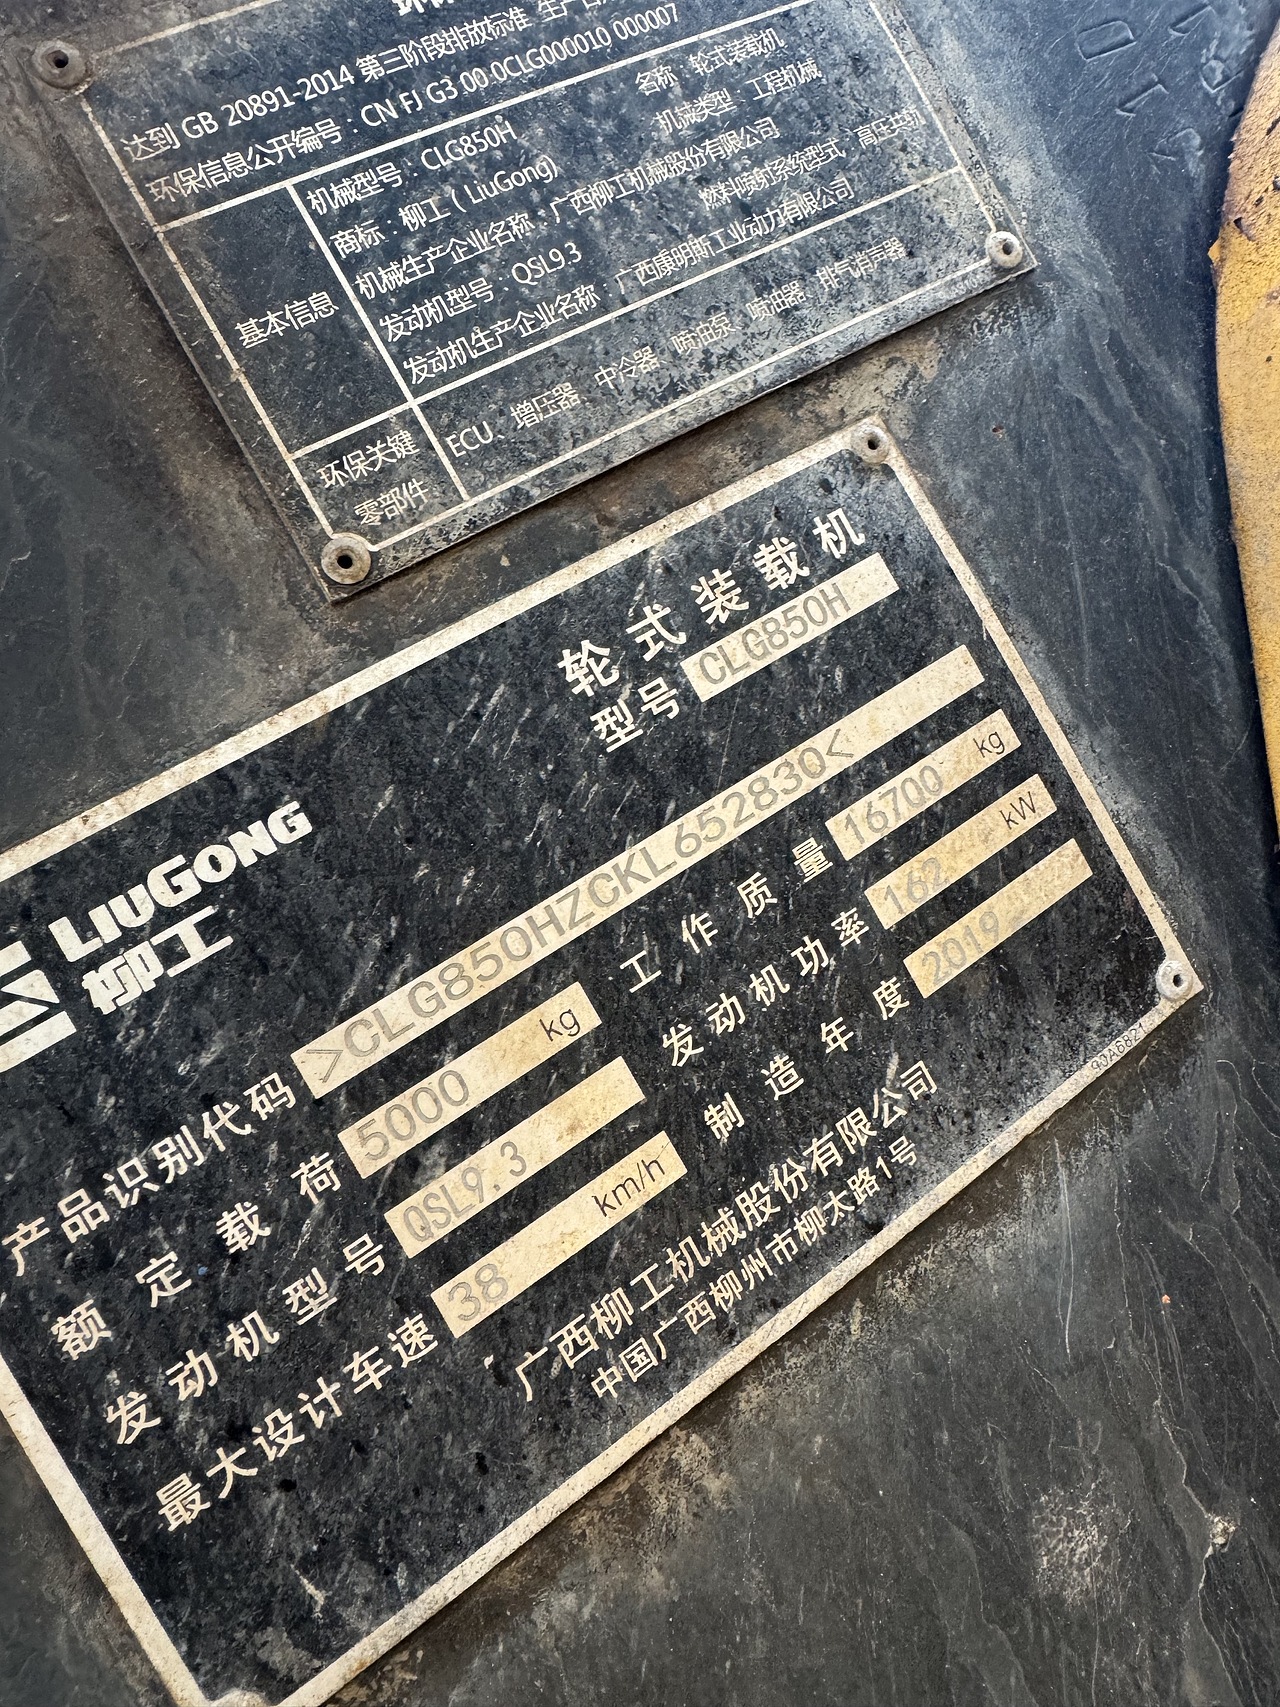 达到 GB 20891-2014 第三阶段排放标准
环保信息公开编号：CN FJ G3 00 0CLG000010 000007
基本信息
机械型号：CLG850H 名称：轮式装载机
商标：柳工（LiuGong） 机械类型：工程机械
机械生产企业名称：广西柳工机械股份有限公司
发动机型号：QSL9.3 燃料喷射系统型式：高压共轨
发动机生产企业名称：广西康明斯工业动力有限公司
环保关键
零部件
ECU、增压器 中冷器 喷油泵 喷油器 排气消声器
LIUGONG
柳工
轮式装载机
型号 CLG850H
产品识别代码 >CLG850HZCKL652830<
额定载荷 5000 kg 工作质量 16700 kg
发动机型号 QSL9.3 发动机功率 162 kW
最大设计车速 38 km/h 制造年度 2019
广西柳工机械股份有限公司
中国广西柳州市柳太路1号